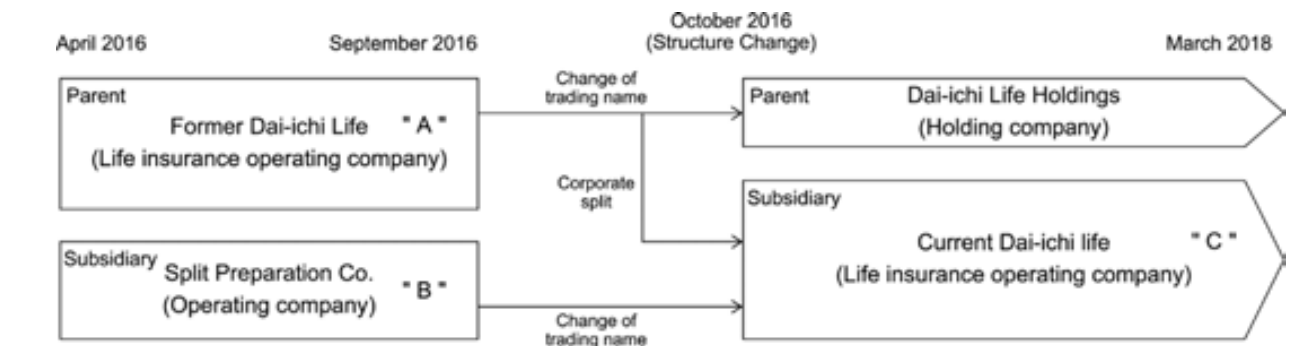 October 2016
April 2016 September 2016 (Structure Change) March 2018
Parent
Former Dai-ichi Life " A "
(Life insurance operating company)
Change of
trading name
Parent Dai-ichi Life Holdings
(Holding company)
Corporate
split
Subsidiary
Current Dai-ichi life " C "
(Life insurance operating company)
Subsidiary
Split Preparation Co.
(Operating company) " B "
Change of
trading name